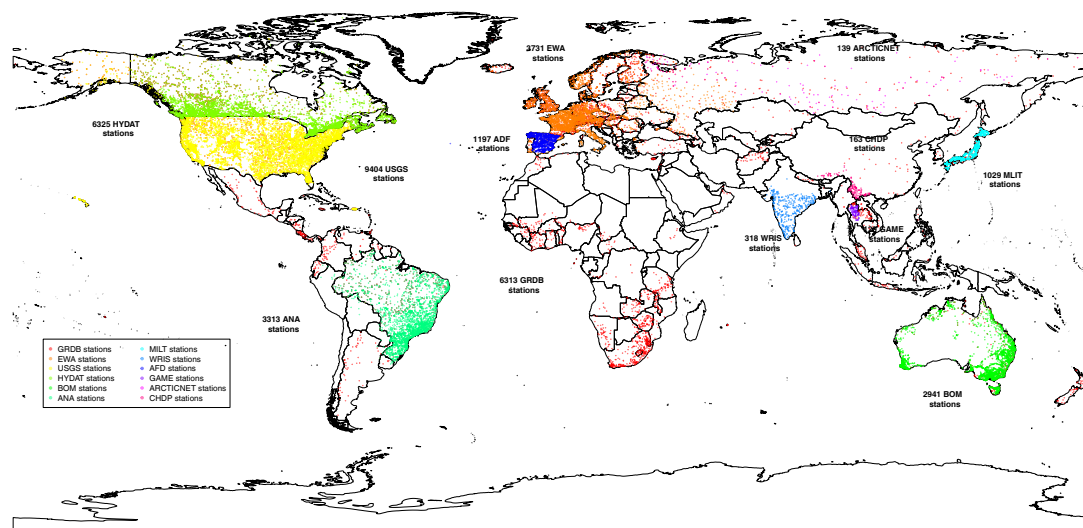 3731 EWA
stations
139 ARCTICNET
stations
6325 HYDAT
stations
1197 ADF
stations
163 CHDP
stations
9404 USGS
stations
1029 MLIT
stations
318 WRIS
stations
GAME
stations
6313 GRDB
stations
3313 ANA
stations
2941 BOM
stations
GRDB stations
EWA stations
USGS stations
HYDAT stations
BOM stations
ANA stations
MILT stations
WRIS stations
AFD stations
GAME stations
ARCTICNET stations
CHDP stations